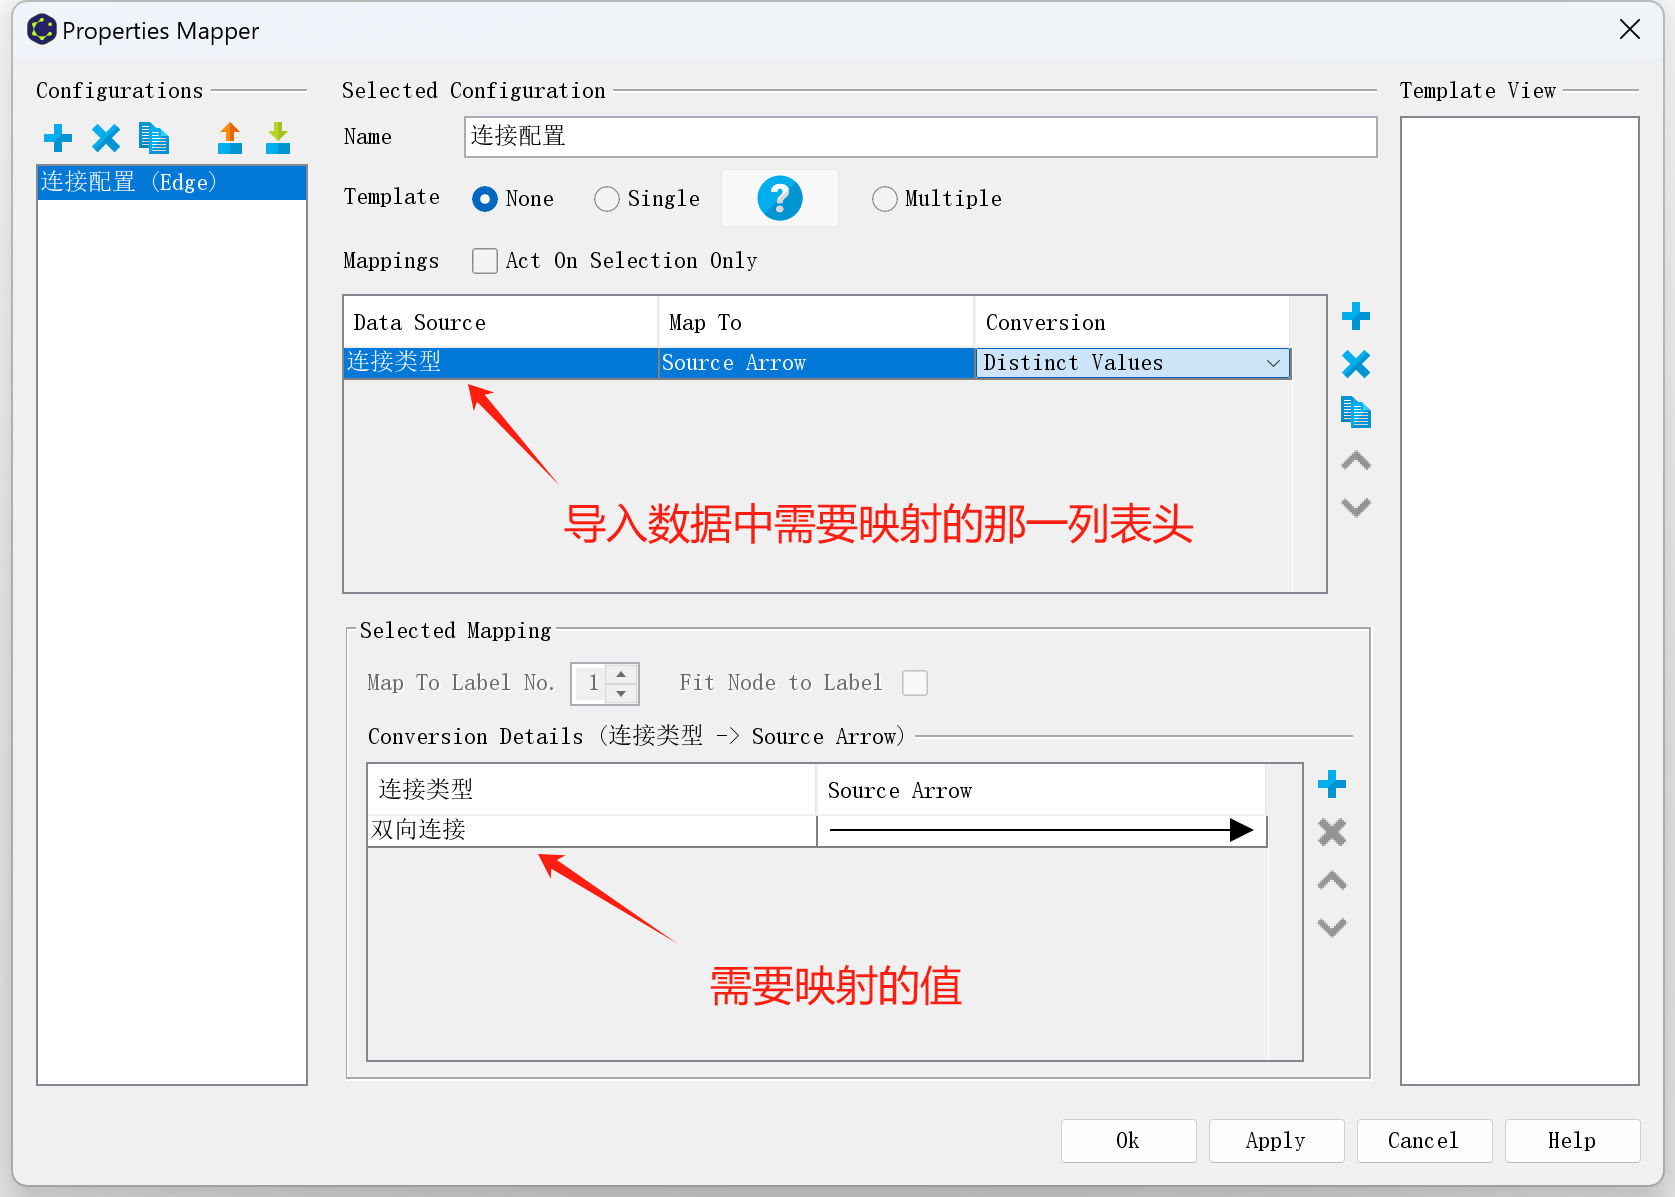 Properties Mapper
Configurations
连接配置 (Edge)
Selected Configuration
Name
连接配置
Template
None
Single
?
Multiple
Mappings
Act On Selection Only
Data Source
Map To
Conversion
连接类型
Source Arrow
Distinct Values
导入数据中需要映射的那一列表头
Selected Mapping
Map To Label No.
1
Fit Node to Label
Conversion Details (连接类型 -> Source Arrow)
连接类型
Source Arrow
双向连接
需要映射的值
Template View
Ok
Apply
Cancel
Help